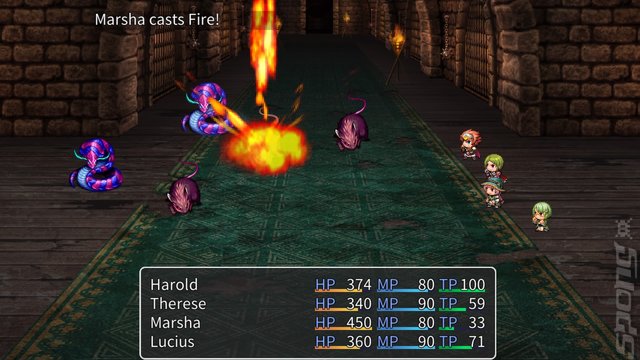 Marsha casts Fire!
Harold HP 374 MP 80 TP 100
Therese HP 340 MP 90 TP 59
Marsha HP 450 MP 80 TP 33
Lucius HP 360 MP 90 TP 71
SPOnG